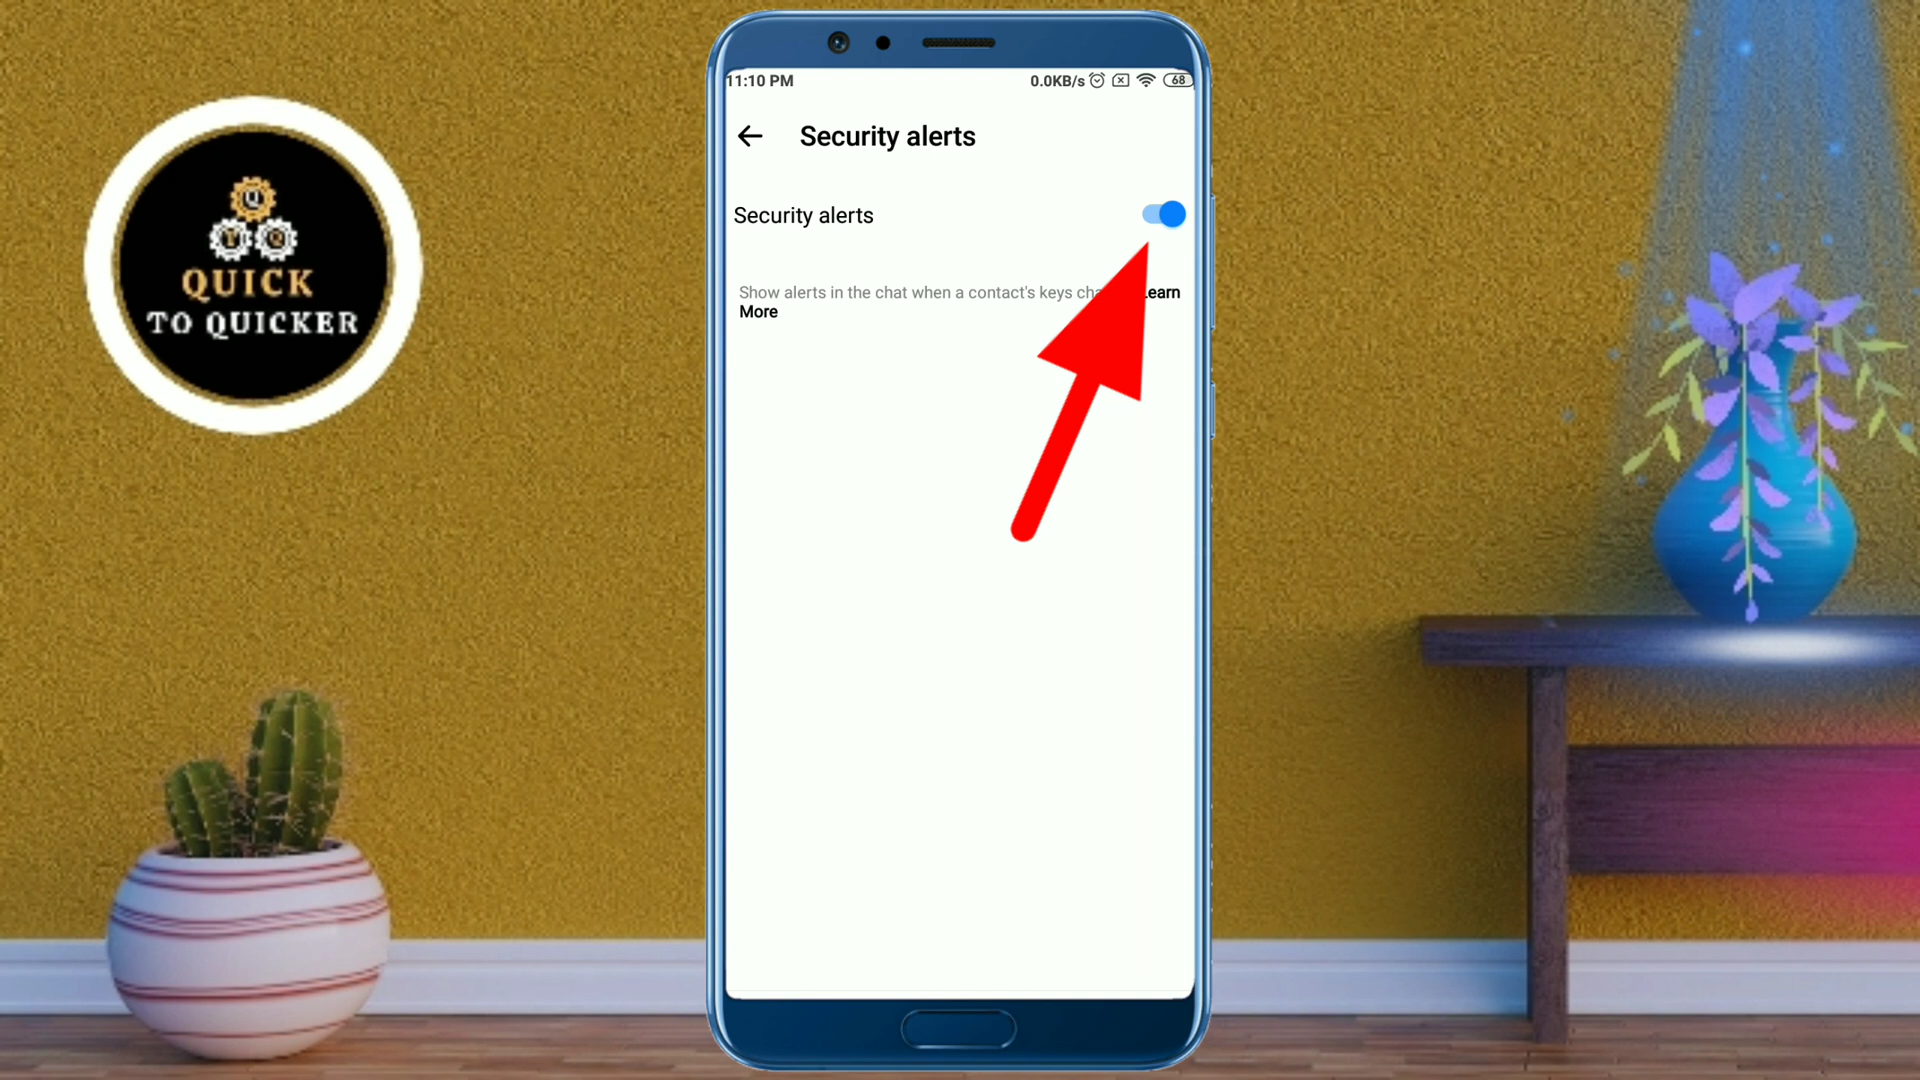 11:10 PM
0.0KB/s
68
Security alerts
Security alerts
Show alerts in the chat when a contact's keys
Learn
More
Q
T Q
QUICK
TO QUICKER